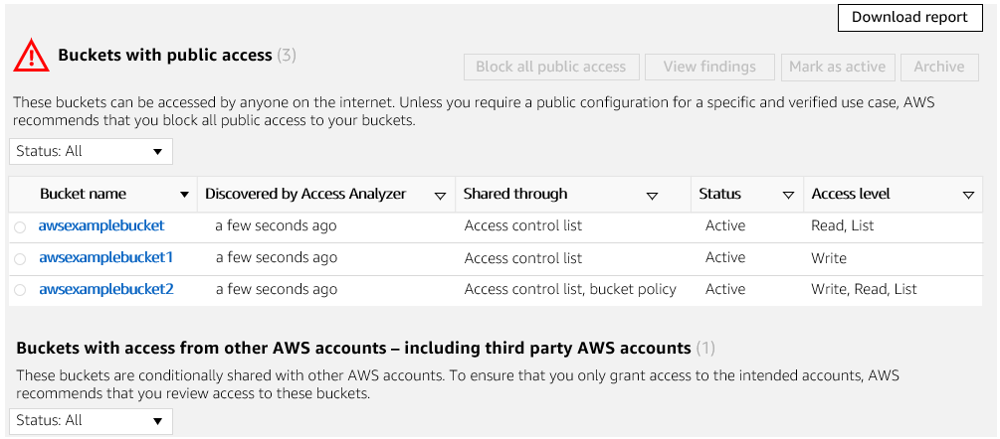 Download report
Buckets with public access (3)
Block all public access View findings Mark as active Archive
These buckets can be accessed by anyone on the internet. Unless you require a public configuration for a specific and verified use case, AWS
recommends that you block all public access to your buckets.
Status: All
Bucket name Discovered by Access Analyzer Shared through Status Access level
awsexamplebucket a few seconds ago Access control list Active Read, List
awsexamplebucket1 a few seconds ago Access control list Active Write
awsexamplebucket2 a few seconds ago Access control list, bucket policy Active Write, Read, List
Buckets with access from other AWS accounts – including third party AWS accounts (1)
These buckets are conditionally shared with other AWS accounts. To ensure that you only grant access to the intended accounts, AWS
recommends that you review access to these buckets.
Status: All